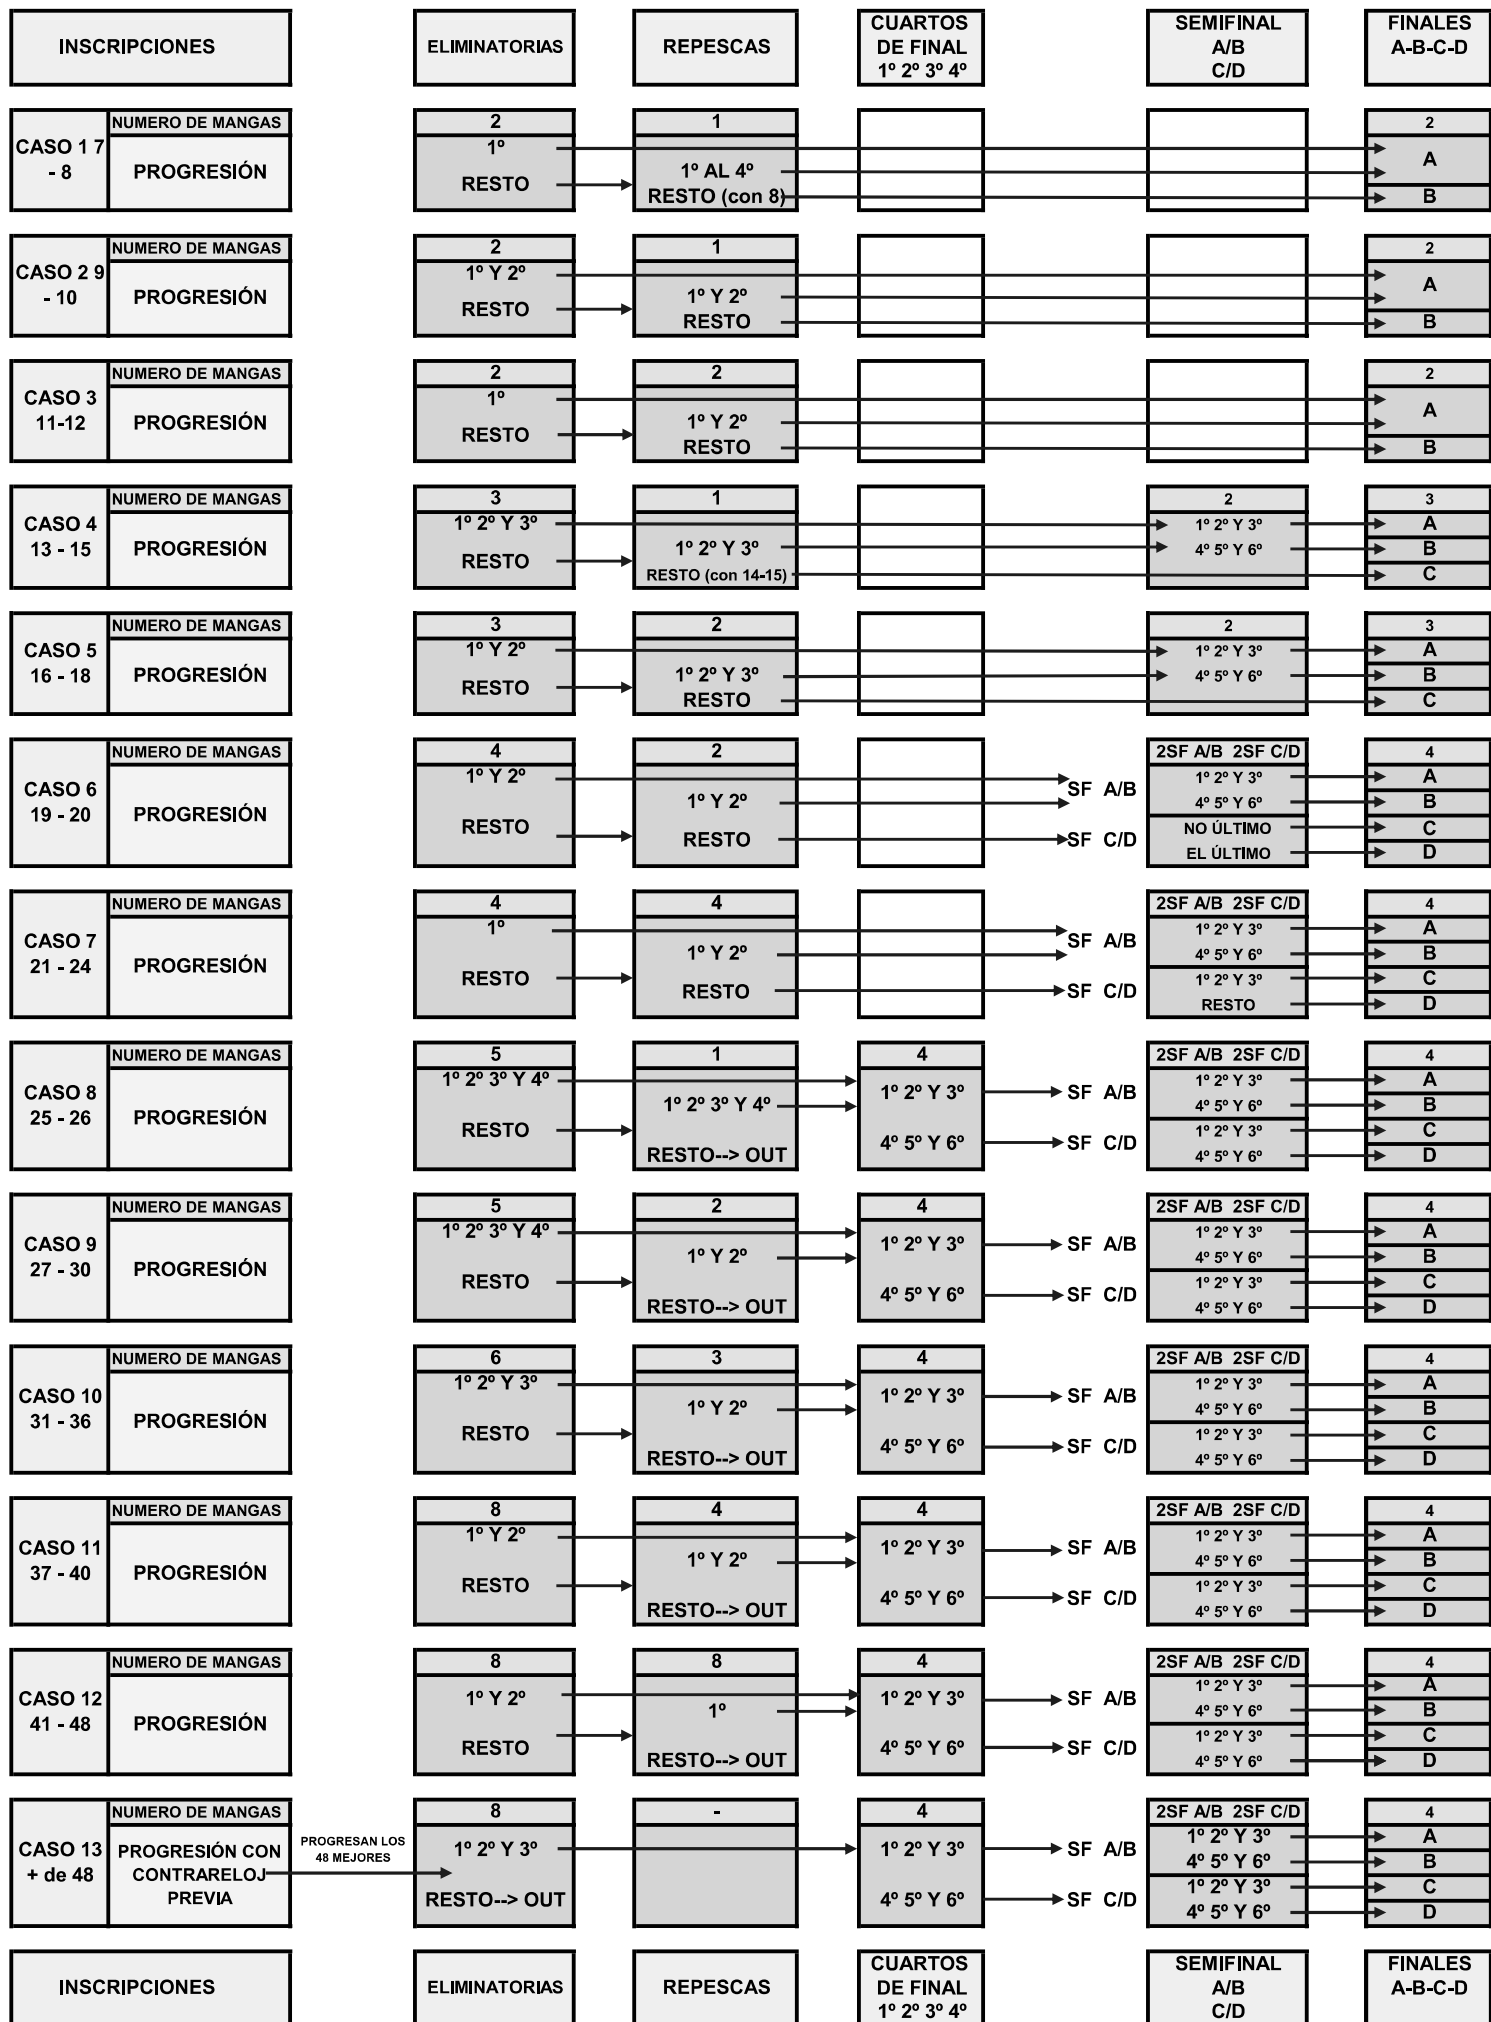 INSCRIPCIONES
ELIMINATORIAS
REPESCAS
CUARTOS
DE FINAL
1º 2º 3º 4º
SEMIFINAL
A/B
C/D
FINALES
A-B-C-D
CASO 1 7
- 8
NUMERO DE MANGAS
PROGRESIÓN
2
1º
RESTO
1
1º AL 4º
RESTO (con 8)
2
A
B
CASO 2 9
- 10
NUMERO DE MANGAS
PROGRESIÓN
2
1º Y 2º
RESTO
1
1º Y 2º
RESTO
2
A
B
CASO 3
11-12
NUMERO DE MANGAS
PROGRESIÓN
2
1º
RESTO
2
1º Y 2º
RESTO
2
A
B
CASO 4
13 - 15
NUMERO DE MANGAS
PROGRESIÓN
3
1º 2º Y 3º
RESTO
1
1º 2º Y 3º
RESTO (con 14-15)
2
1º 2º Y 3º
4º 5º Y 6º
3
A
B
C
CASO 5
16 - 18
NUMERO DE MANGAS
PROGRESIÓN
3
1º Y 2º
RESTO
2
1º 2º Y 3º
RESTO
2
1º 2º Y 3º
4º 5º Y 6º
3
A
B
C
CASO 6
19 - 20
NUMERO DE MANGAS
PROGRESIÓN
4
1º Y 2º
RESTO
2
1º Y 2º
RESTO
SF A/B
SF C/D
2SF A/B 2SF C/D
1º 2º Y 3º
4º 5º Y 6º
NO ÚLTIMO
EL ÚLTIMO
4
A
B
C
D
CASO 7
21 - 24
NUMERO DE MANGAS
PROGRESIÓN
4
1º
RESTO
4
1º Y 2º
RESTO
SF A/B
SF C/D
2SF A/B 2SF C/D
1º 2º Y 3º
4º 5º Y 6º
1º 2º Y 3º
RESTO
4
A
B
C
D
CASO 8
25 - 26
NUMERO DE MANGAS
PROGRESIÓN
5
1º 2º 3º Y 4º
RESTO
1
1º 2º 3º Y 4º
RESTO--> OUT
4
1º 2º Y 3º
4º 5º Y 6º
SF A/B
SF C/D
2SF A/B 2SF C/D
1º 2º Y 3º
4º 5º Y 6º
1º 2º Y 3º
4º 5º Y 6º
4
A
B
C
D
CASO 9
27 - 30
NUMERO DE MANGAS
PROGRESIÓN
5
1º 2º 3º Y 4º
RESTO
2
1º Y 2º
RESTO--> OUT
4
1º 2º Y 3º
4º 5º Y 6º
SF A/B
SF C/D
2SF A/B 2SF C/D
1º 2º Y 3º
4º 5º Y 6º
1º 2º Y 3º
4º 5º Y 6º
4
A
B
C
D
CASO 10
31 - 36
NUMERO DE MANGAS
PROGRESIÓN
6
1º 2º Y 3º
RESTO
3
1º Y 2º
RESTO--> OUT
4
1º 2º Y 3º
4º 5º Y 6º
SF A/B
SF C/D
2SF A/B 2SF C/D
1º 2º Y 3º
4º 5º Y 6º
1º 2º Y 3º
4º 5º Y 6º
4
A
B
C
D
CASO 11
37 - 40
NUMERO DE MANGAS
PROGRESIÓN
8
1º Y 2º
RESTO
4
1º Y 2º
RESTO--> OUT
4
1º 2º Y 3º
4º 5º Y 6º
SF A/B
SF C/D
2SF A/B 2SF C/D
1º 2º Y 3º
4º 5º Y 6º
1º 2º Y 3º
4º 5º Y 6º
4
A
B
C
D
CASO 12
41 - 48
NUMERO DE MANGAS
PROGRESIÓN
8
1º Y 2º
RESTO
8
1º
RESTO--> OUT
4
1º 2º Y 3º
4º 5º Y 6º
SF A/B
SF C/D
2SF A/B 2SF C/D
1º 2º Y 3º
4º 5º Y 6º
1º 2º Y 3º
4º 5º Y 6º
4
A
B
C
D
CASO 13
+ de 48
NUMERO DE MANGAS
PROGRESIÓN CON
CONTRARELOJ
PREVIA
PROGRESAN LOS
48 MEJORES
8
1º 2º Y 3º
RESTO--> OUT
-
4
1º 2º Y 3º
4º 5º Y 6º
SF A/B
SF C/D
2SF A/B 2SF C/D
1º 2º Y 3º
4º 5º Y 6º
1º 2º Y 3º
4º 5º Y 6º
4
A
B
C
D
INSCRIPCIONES
ELIMINATORIAS
REPESCAS
CUARTOS
DE FINAL
1º 2º 3º 4º
SEMIFINAL
A/B
C/D
FINALES
A-B-C-D